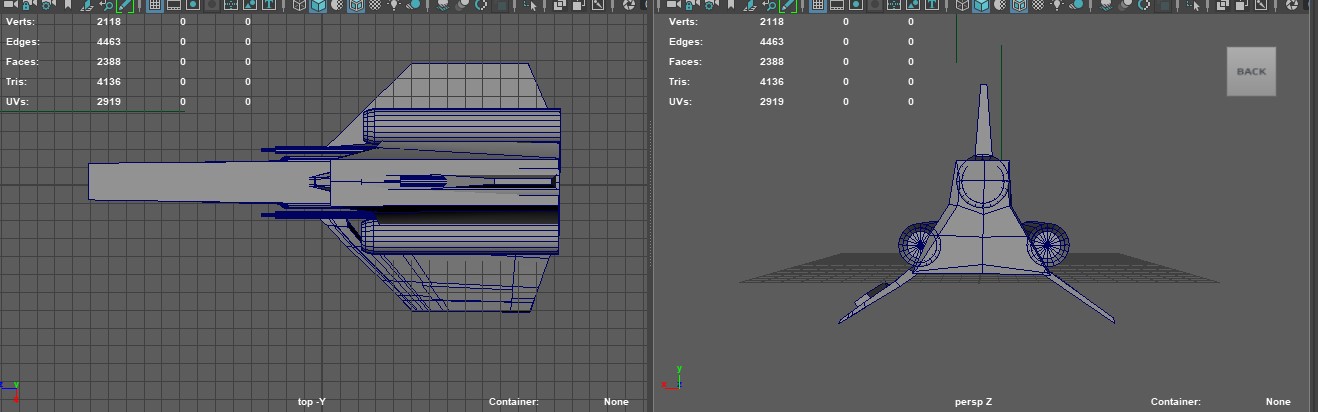 Verts: 2118 0 0
Edges: 4463 0 0
Faces: 2388 0 0
Tris: 4136 0 0
UVs: 2919 0 0
top -Y Container: None
Verts: 2118 0 0
Edges: 4463 0 0
Faces: 2388 0 0
Tris: 4136 0 0
UVs: 2919 0 0
BACK
y
persp Z Container: None